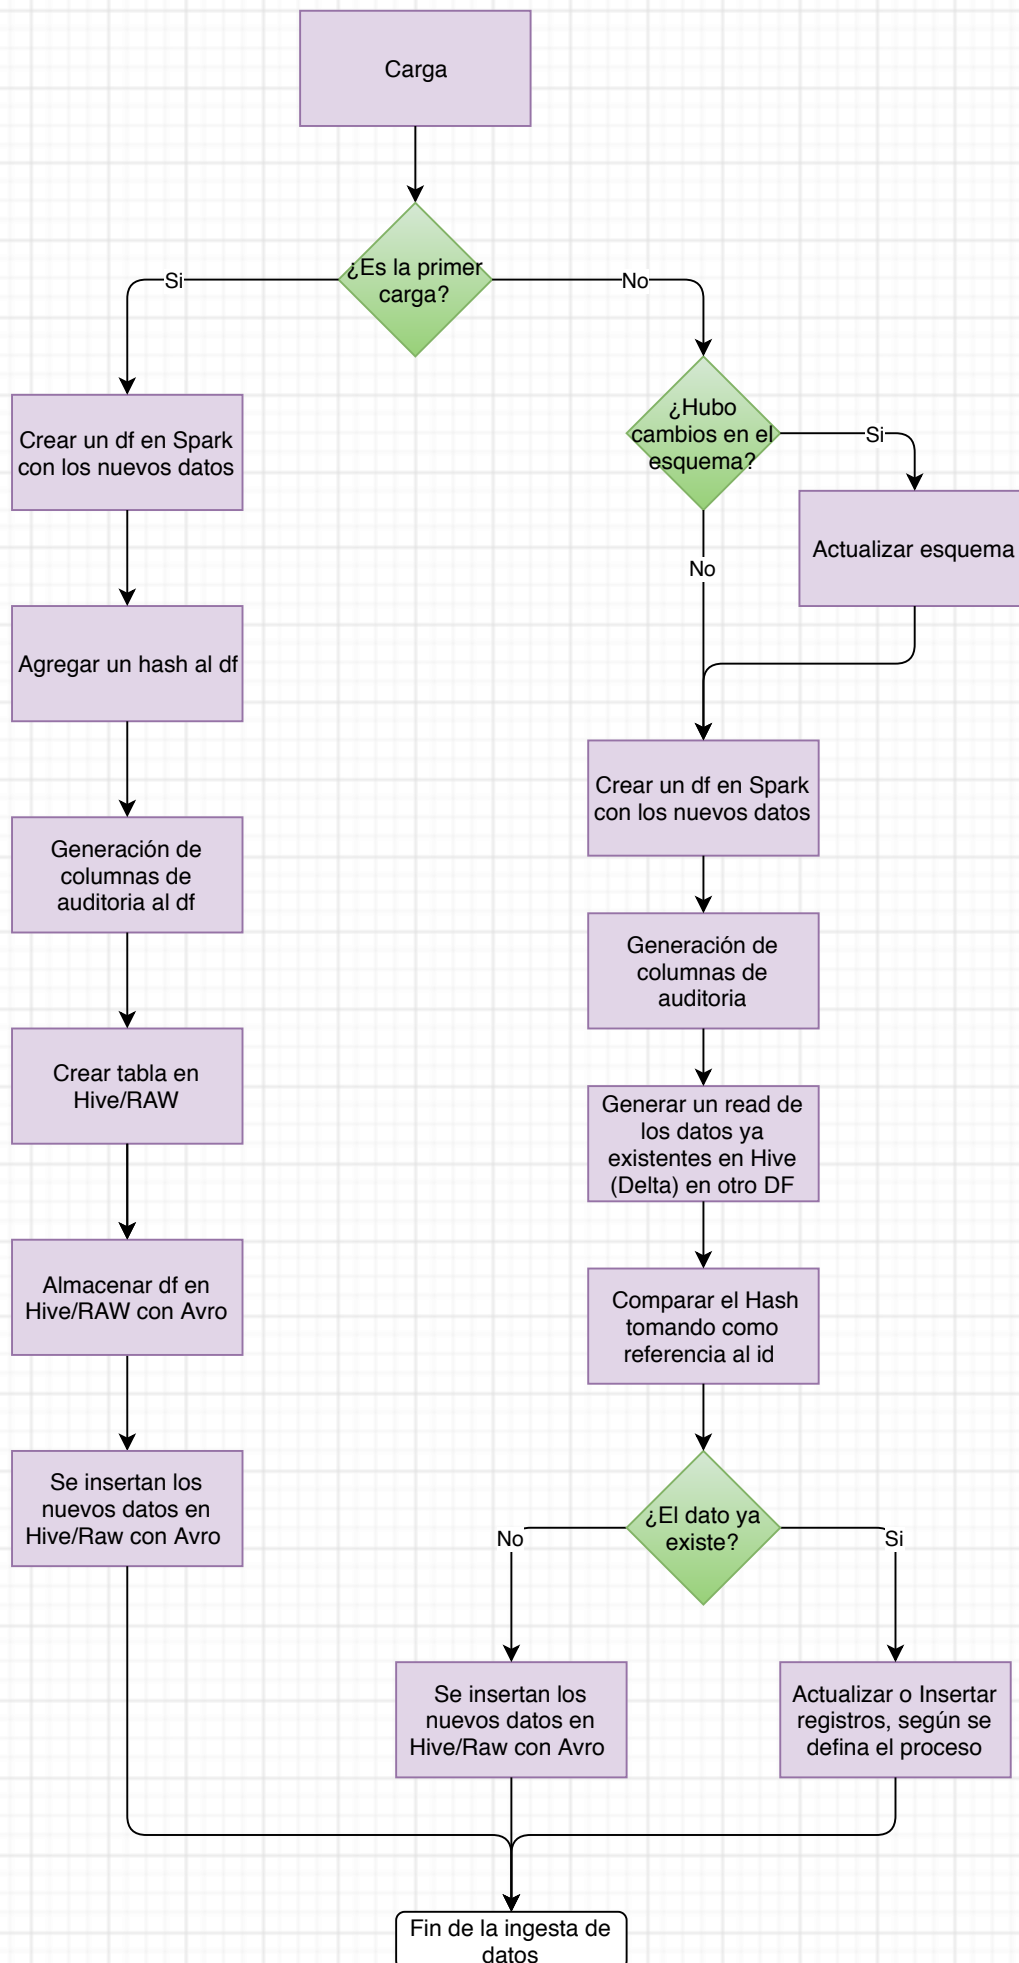 Carga
¿Es la primer
carga?
Si
No
¿Hubo
cambios en el
esquema?
Si
Crear un df en Spark
con los nuevos datos
Actualizar esquema
No
Agregar un hash al df
Crear un df en Spark
con los nuevos datos
Generación de
columnas de
auditoria al df
Generación de
columnas de
auditoria
Crear tabla en
Hive/RAW
Generar un read de
los datos ya
existentes en Hive
(Delta) en otro DF
Almacenar df en
Hive/RAW con Avro
Comparar el Hash
tomando como
referencia al id
Se insertan los
nuevos datos en
Hive/Raw con Avro
¿El dato ya
existe?
No
Si
Se insertan los
nuevos datos en
Hive/Raw con Avro
Actualizar o Insertar
registros, según se
defina el proceso
Fin de la ingesta de
datos